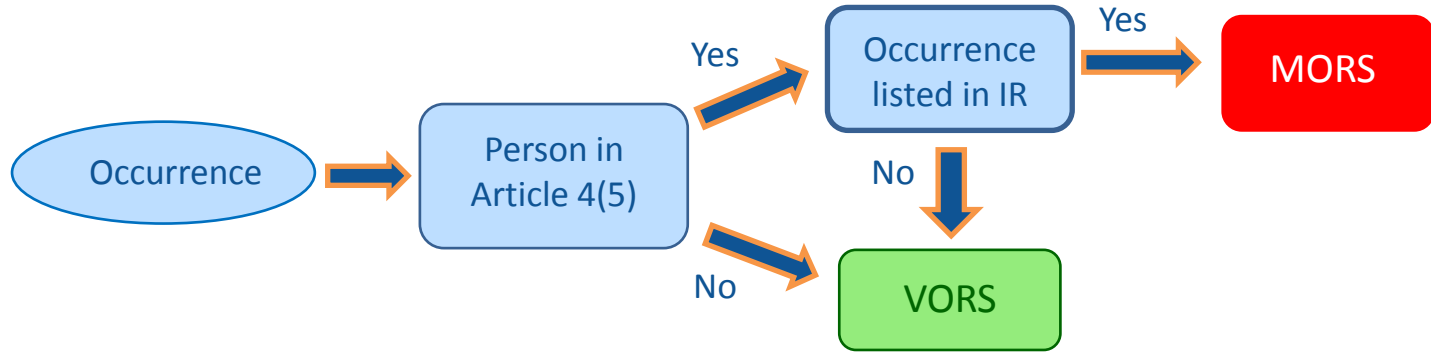 Occurrence
Person in
Article 4(5)
Yes
No
Occurrence
listed in IR
Yes
No
MORS
VORS